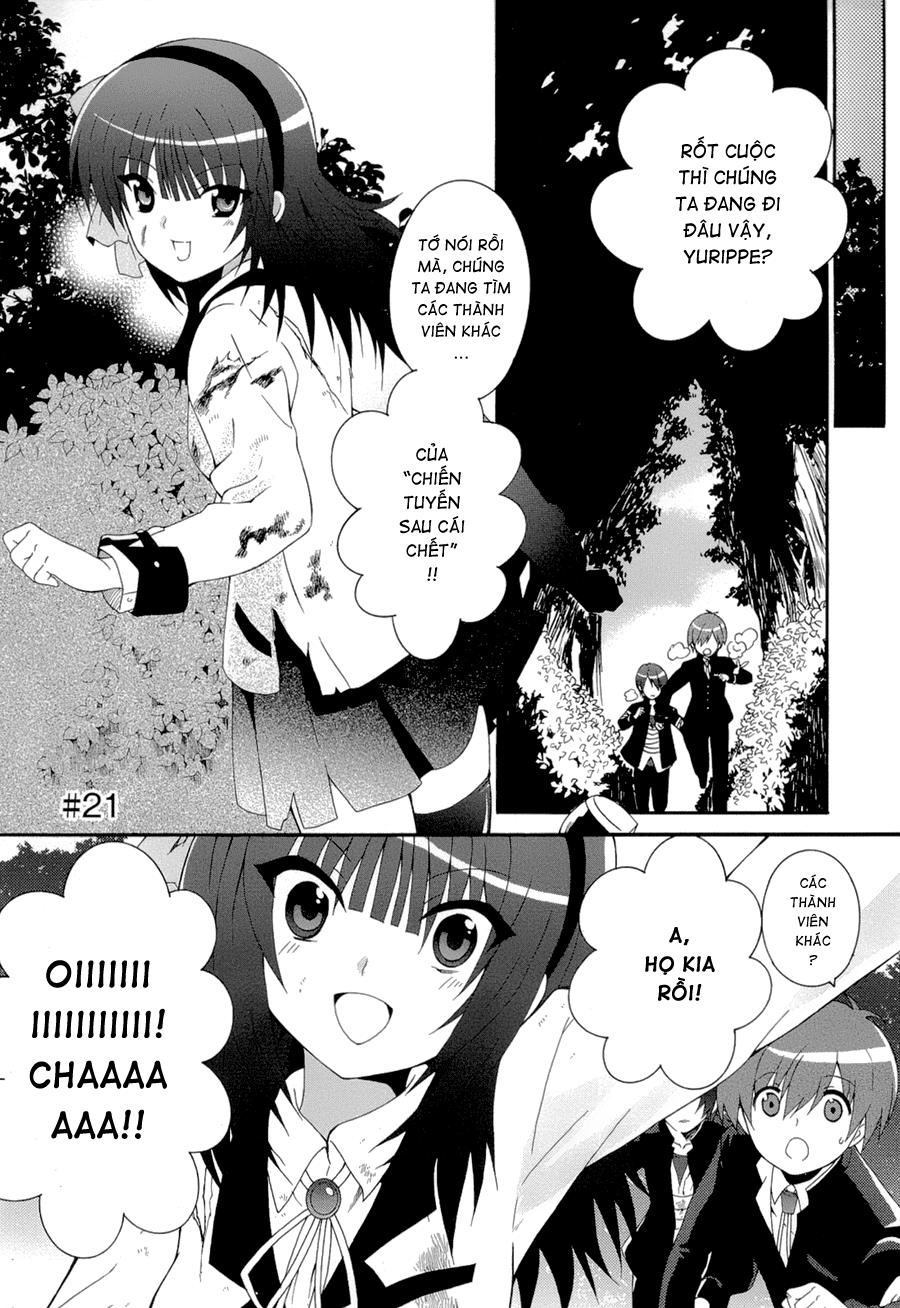 RỐT CUỘC
THÌ CHÚNG
TA ĐANG ĐI
ĐÂU VẬY,
YURIPPE?
TỚ NÓI RỒI
MÀ, CHÚNG
TA ĐANG TÌM
CÁC THÀNH
VIÊN KHÁC
...
CỦA
“CHIẾN
TUYẾN
SAU CÁI
CHẾT”
!!
#21
CÁC
THÀNH
VIÊN
KHÁC
?
A,
HỌ KIA
RỒI!
OIIIIIII
IIIIIIIIIIII!
CHAAAA
AAA!!